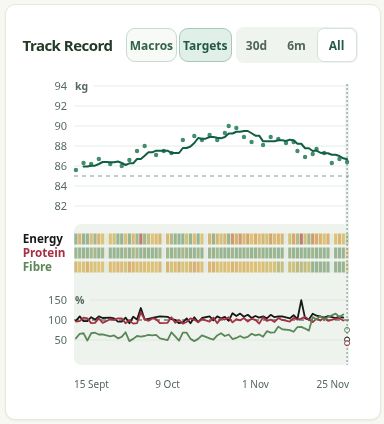 Track Record
Macros Targets 30d 6m All
94 kg
92
90
88
86
84
82
Energy
Protein
Fibre
150 %
100
50
15 Sept 9 Oct 1 Nov 25 Nov